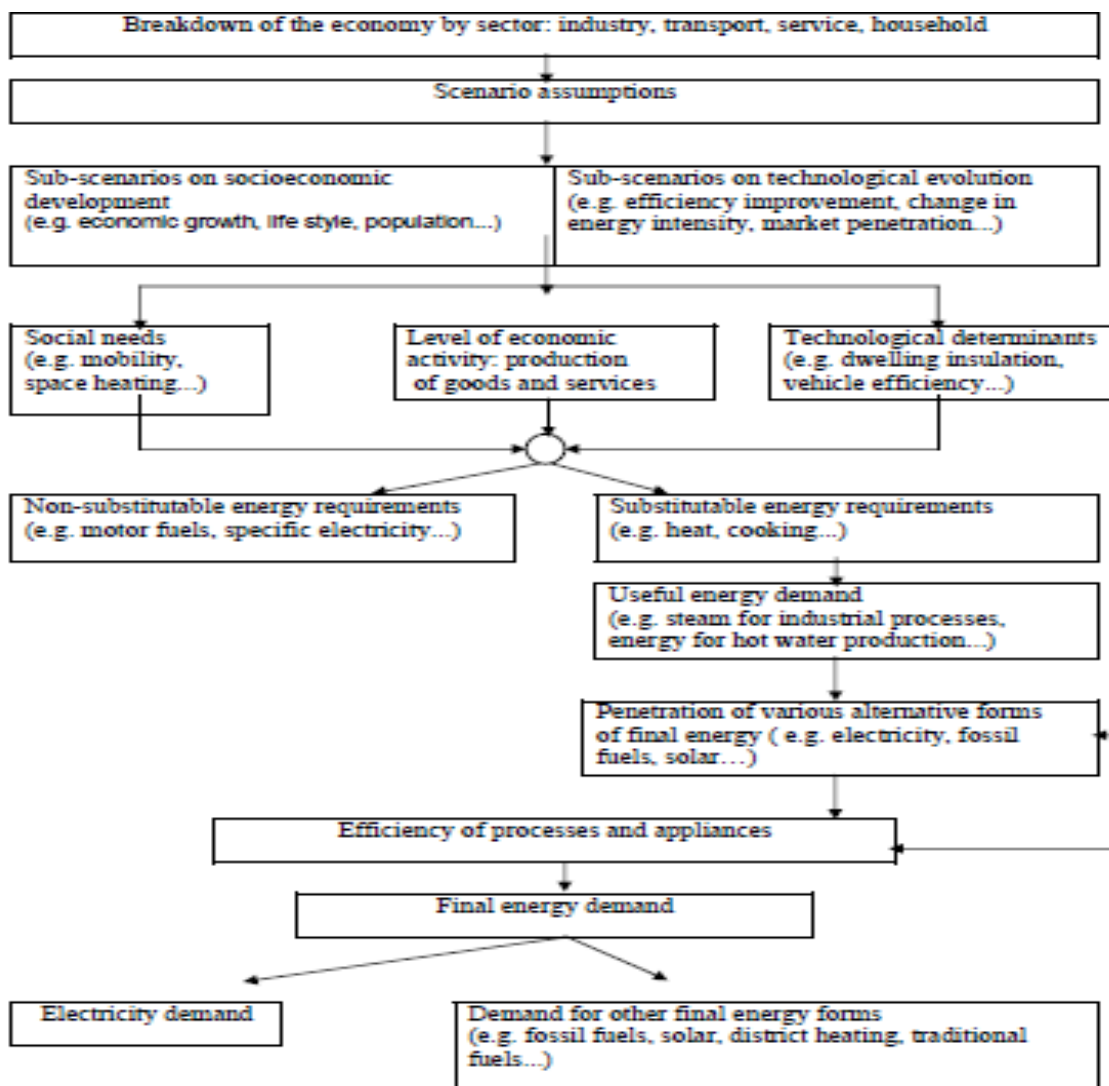 Breakdown of the economy by sector: industry, transport, service, household
Scenario assumptions
Sub-scenarios on socioeconomic
development
(e.g. economic growth, life style, population...)
Sub-scenarios on technological evolution
(e.g. efficiency improvement, change in
energy intensity, market penetration...)
Social needs
(e.g. mobility,
space heating...)
Level of economic
activity: production
of goods and services
Technological determinants
(e.g. dwelling insulation,
vehicle efficiency...)
Non-substitutable energy requirements
(e.g. motor fuels, specific electricity...)
Substitutable energy requirements
(e.g. heat, cooking...)
Useful energy demand
(e.g. steam for industrial processes,
energy for hot water production...)
Penetration of various alternative forms
of final energy ( e.g. electricity, fossil
fuels, solar…)
Efficiency of processes and appliances
Final energy demand
Electricity demand
Demand for other final energy forms
(e.g. fossil fuels, solar, district heating, traditional
fuels...)